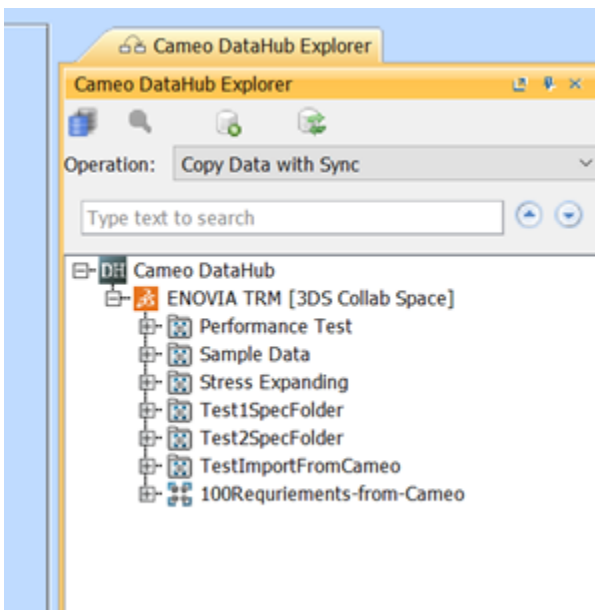 Cameo DataHub Explorer
Cameo DataHub Explorer
Operation: Copy Data with Sync
Type text to search
DH Cameo DataHub
ENOVIA TRM [3DS Collab Space]
Performance Test
Sample Data
Stress Expanding
Test1SpecFolder
Test2SpecFolder
TestImportFromCameo
100Requriements-from-Cameo